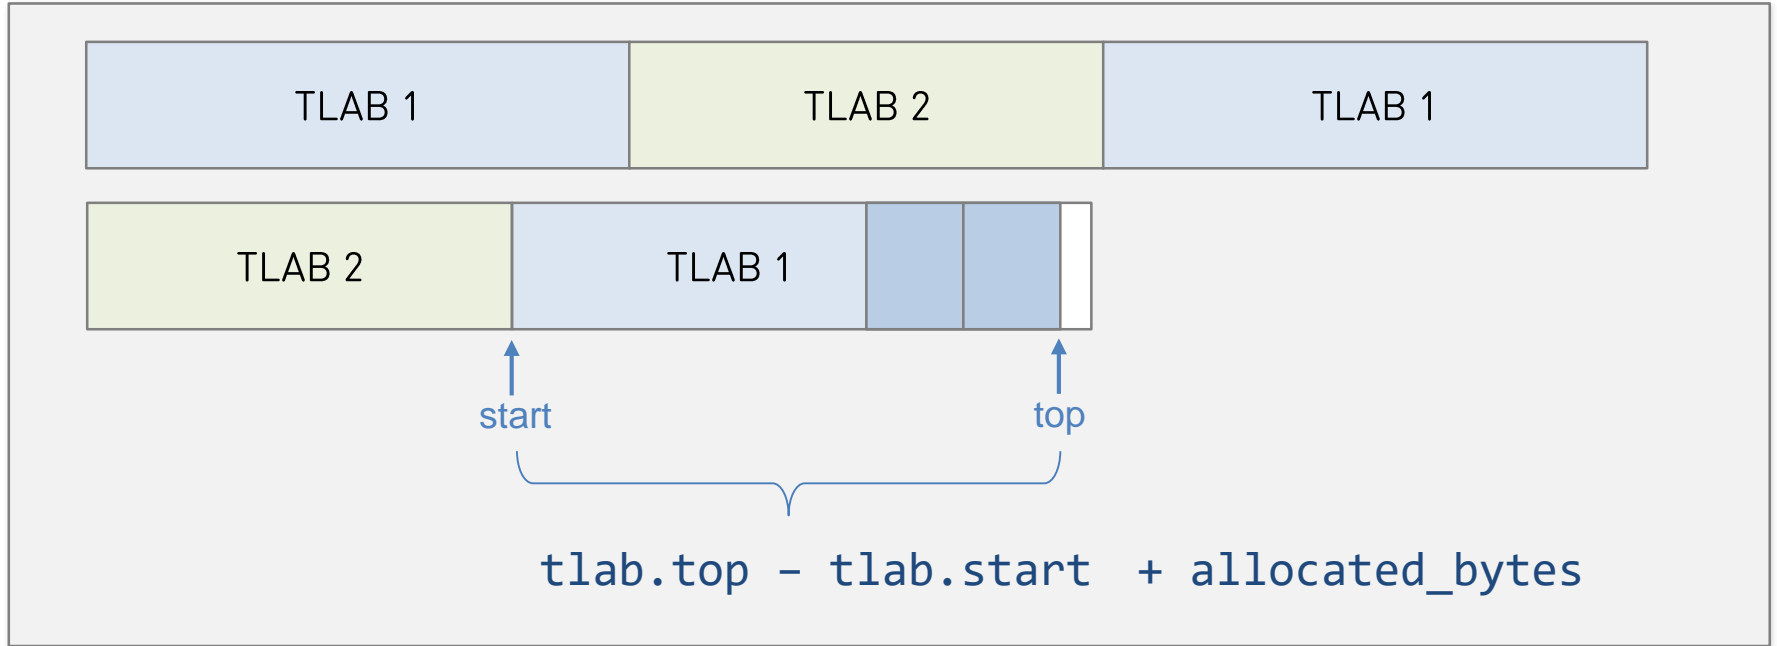 TLAB 1 TLAB 2 TLAB 1
TLAB 2 TLAB 1
start top
tlab.top – tlab.start + allocated_bytes